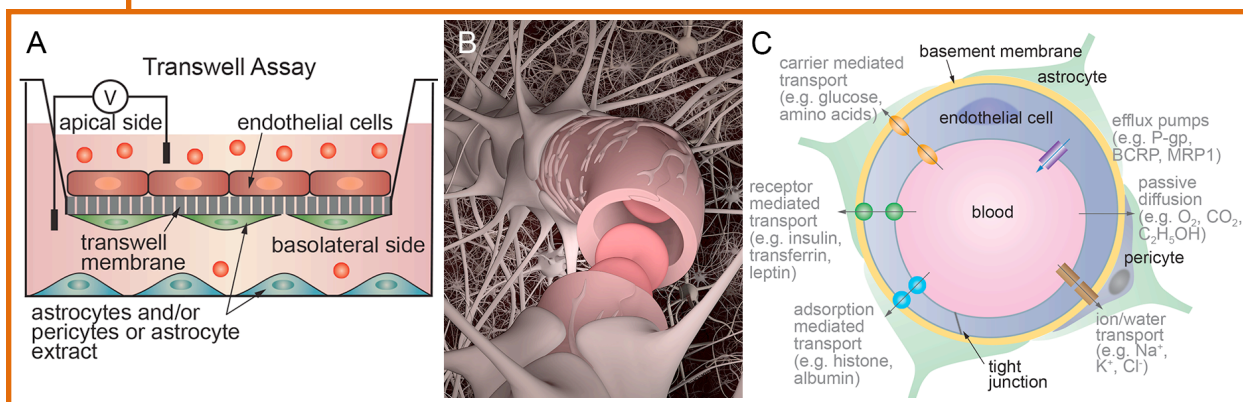 A
Transwell Assay
V
apical side
endothelial cells
transwell
membrane
basolateral side
astrocytes and/or
pericytes or astrocyte
extract
B
C
basement membrane
astrocyte
carrier mediated
transport
(e.g. glucose,
amino acids)
endothelial cell
efflux pumps
(e.g. P-gp,
BCRP, MRP1)
receptor
mediated
transport
(e.g. insulin,
transferrin,
leptin)
blood
passive
diffusion
(e.g. O₂, CO₂,
C₂H₅OH)
pericyte
adsorption
mediated
transport
(e.g. histone,
albumin)
tight
junction
ion/water
transport
(e.g. Na⁺,
K⁺, Cl⁻)